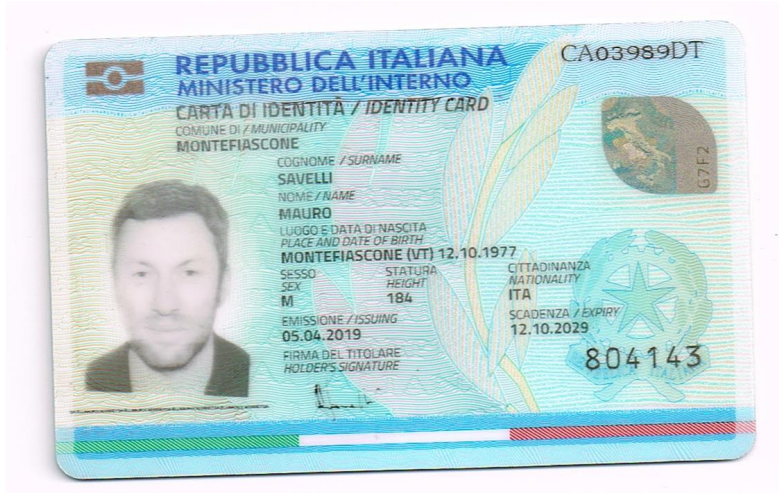 REPUBBLICA ITALIANA
CA03989DT
MINISTERO DELL'INTERNO
CARTA DI IDENTITÀ / IDENTITY CARD
COMUNE DI / MUNICIPALITY
MONTEFIASCONE
COGNOME / SURNAME
SAVELLI
NOME / NAME
MAURO
LUOGO E DATA DI NASCITA
PLACE AND DATE OF BIRTH
MONTEFIASCONE (VT) 12.10.1977
SESSO
SEX
M
STATURA
HEIGHT
184
CITTADINANZA
NATIONALITY
ITA
EMISSIONE / ISSUING
05.04.2019
SCADENZA / EXPIRY
12.10.2029
FIRMA DEL TITOLARE
HOLDER'S SIGNATURE
804143
G7F2